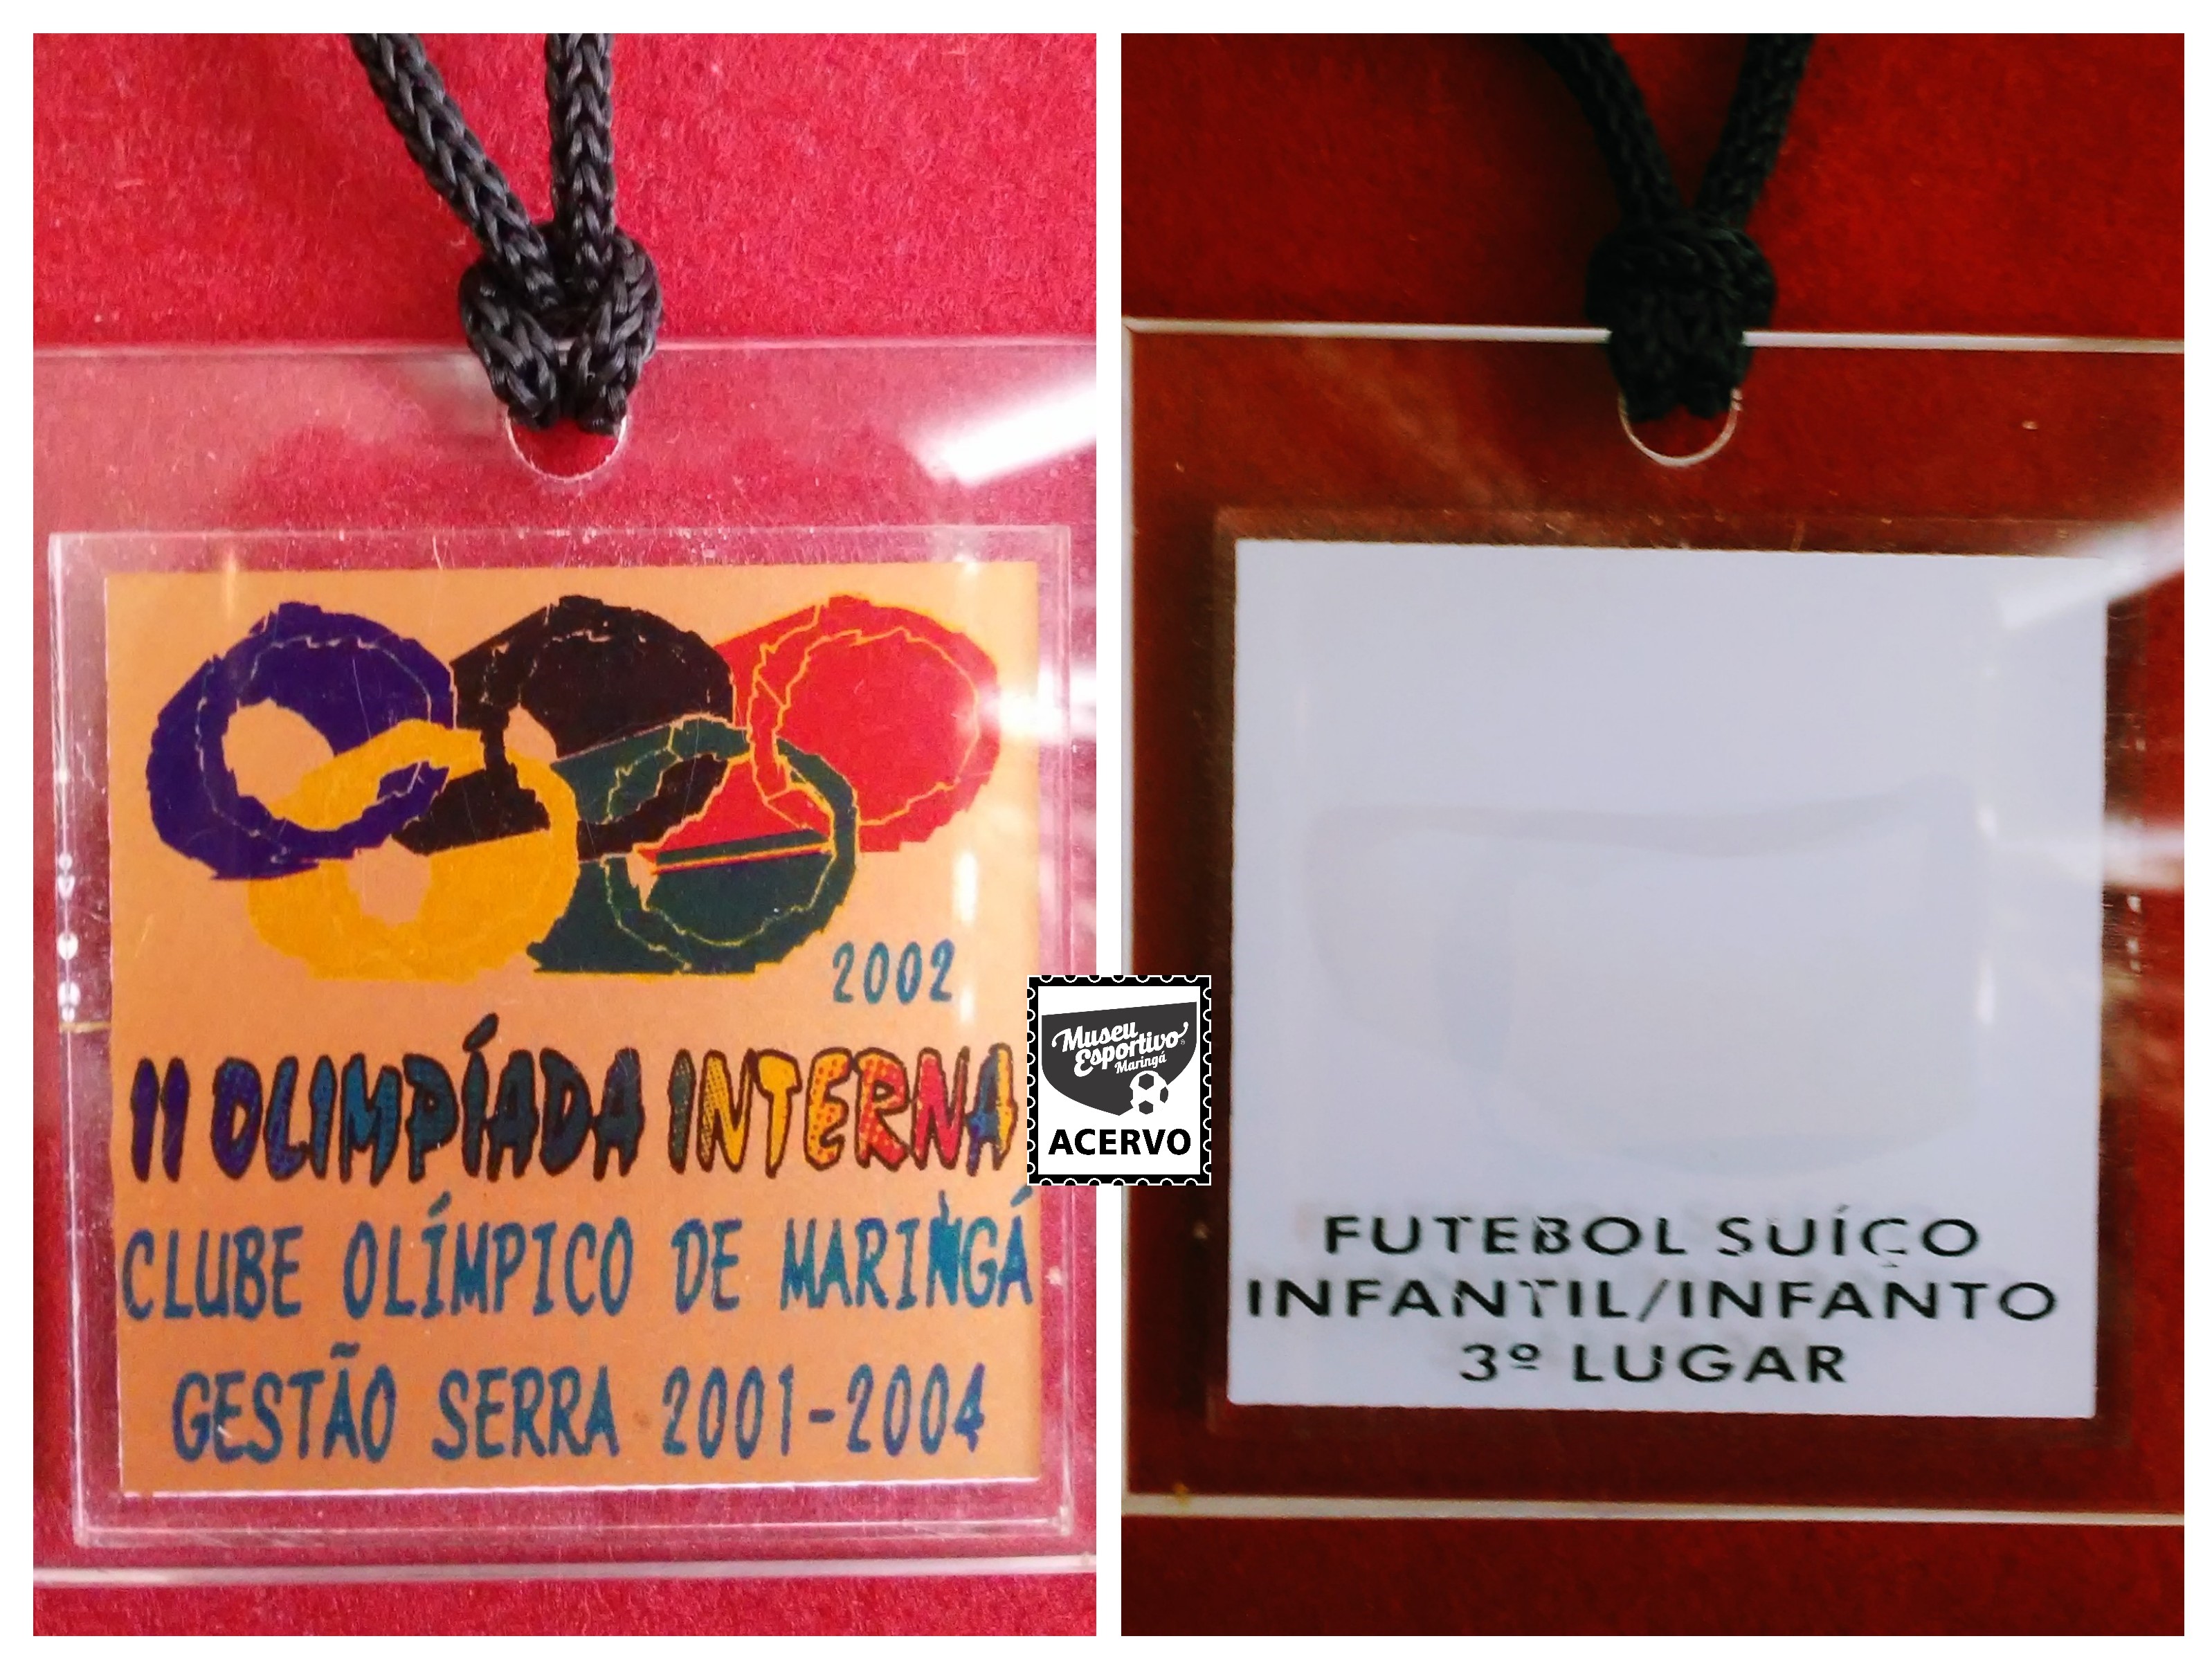 2002
II OLIMPÍADA INTERNA
CLUBE OLÍMPICO DE MARINGÁ
GESTÃO SERRA 2001-2004
Museu
Esportivo
Maringá
ACERVO
FUTEBOL SUÍÇO
INFANTIL/INFANTO
3º LUGAR